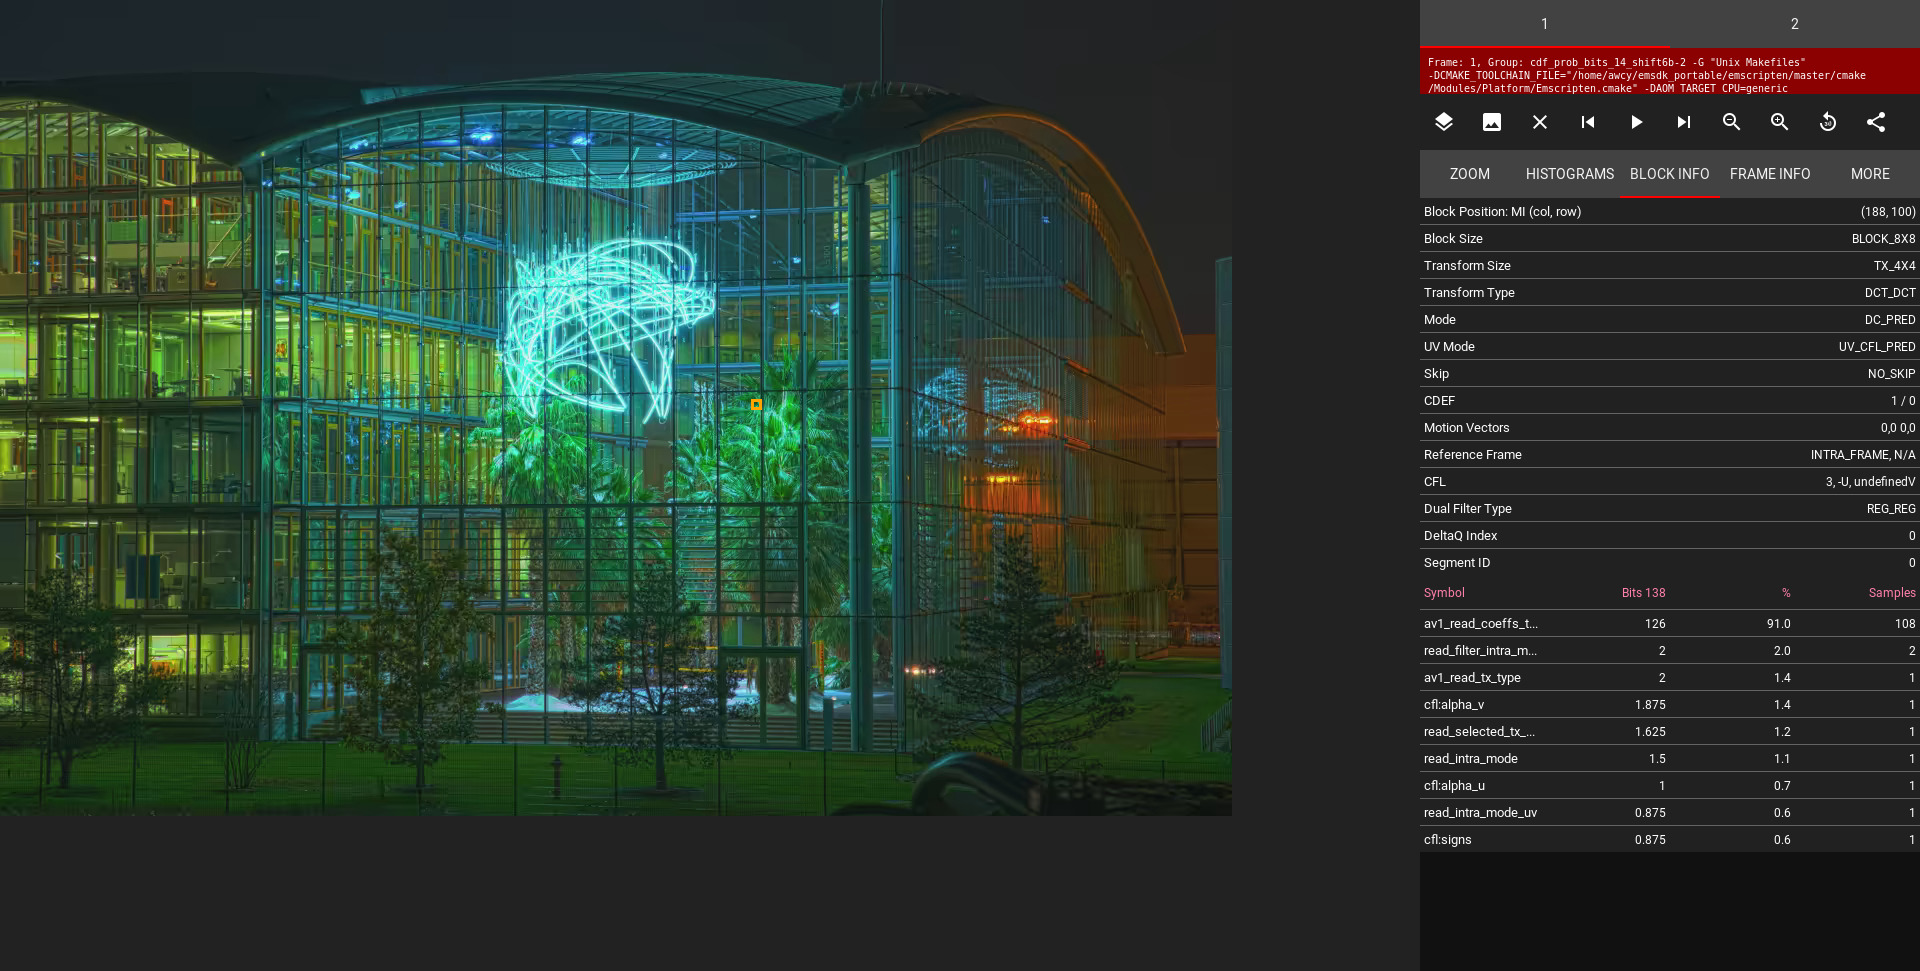 1 2
Frame: 1, Group: cdf_prob_bits_14_shift6b-2 -G "Unix Makefiles"
-DCMAKE_TOOLCHAIN_FILE="/home/awcy/emsdk_portable/emscripten/master/cmake
/Modules/Platform/Emscripten.cmake" -DAOM_TARGET_CPU=generic
ZOOM HISTOGRAMS BLOCK INFO FRAME INFO MORE
Block Position: MI (col, row) (188, 100)
Block Size BLOCK_8X8
Transform Size TX_4X4
Transform Type DCT_DCT
Mode DC_PRED
UV Mode UV_CFL_PRED
Skip NO_SKIP
CDEF 1 / 0
Motion Vectors 0,0 0,0
Reference Frame INTRA_FRAME, N/A
CFL 3, -U, undefinedV
Dual Filter Type REG_REG
DeltaQ Index 0
Segment ID 0
Symbol Bits 138 % Samples
av1_read_coeffs_t... 126 91.0 108
read_filter_intra_m... 2 2.0 2
av1_read_tx_type 2 1.4 1
cfl:alpha_v 1.875 1.4 1
read_selected_tx_... 1.625 1.2 1
read_intra_mode 1.5 1.1 1
cfl:alpha_u 1 0.7 1
read_intra_mode_uv 0.875 0.6 1
cfl:signs 0.875 0.6 1